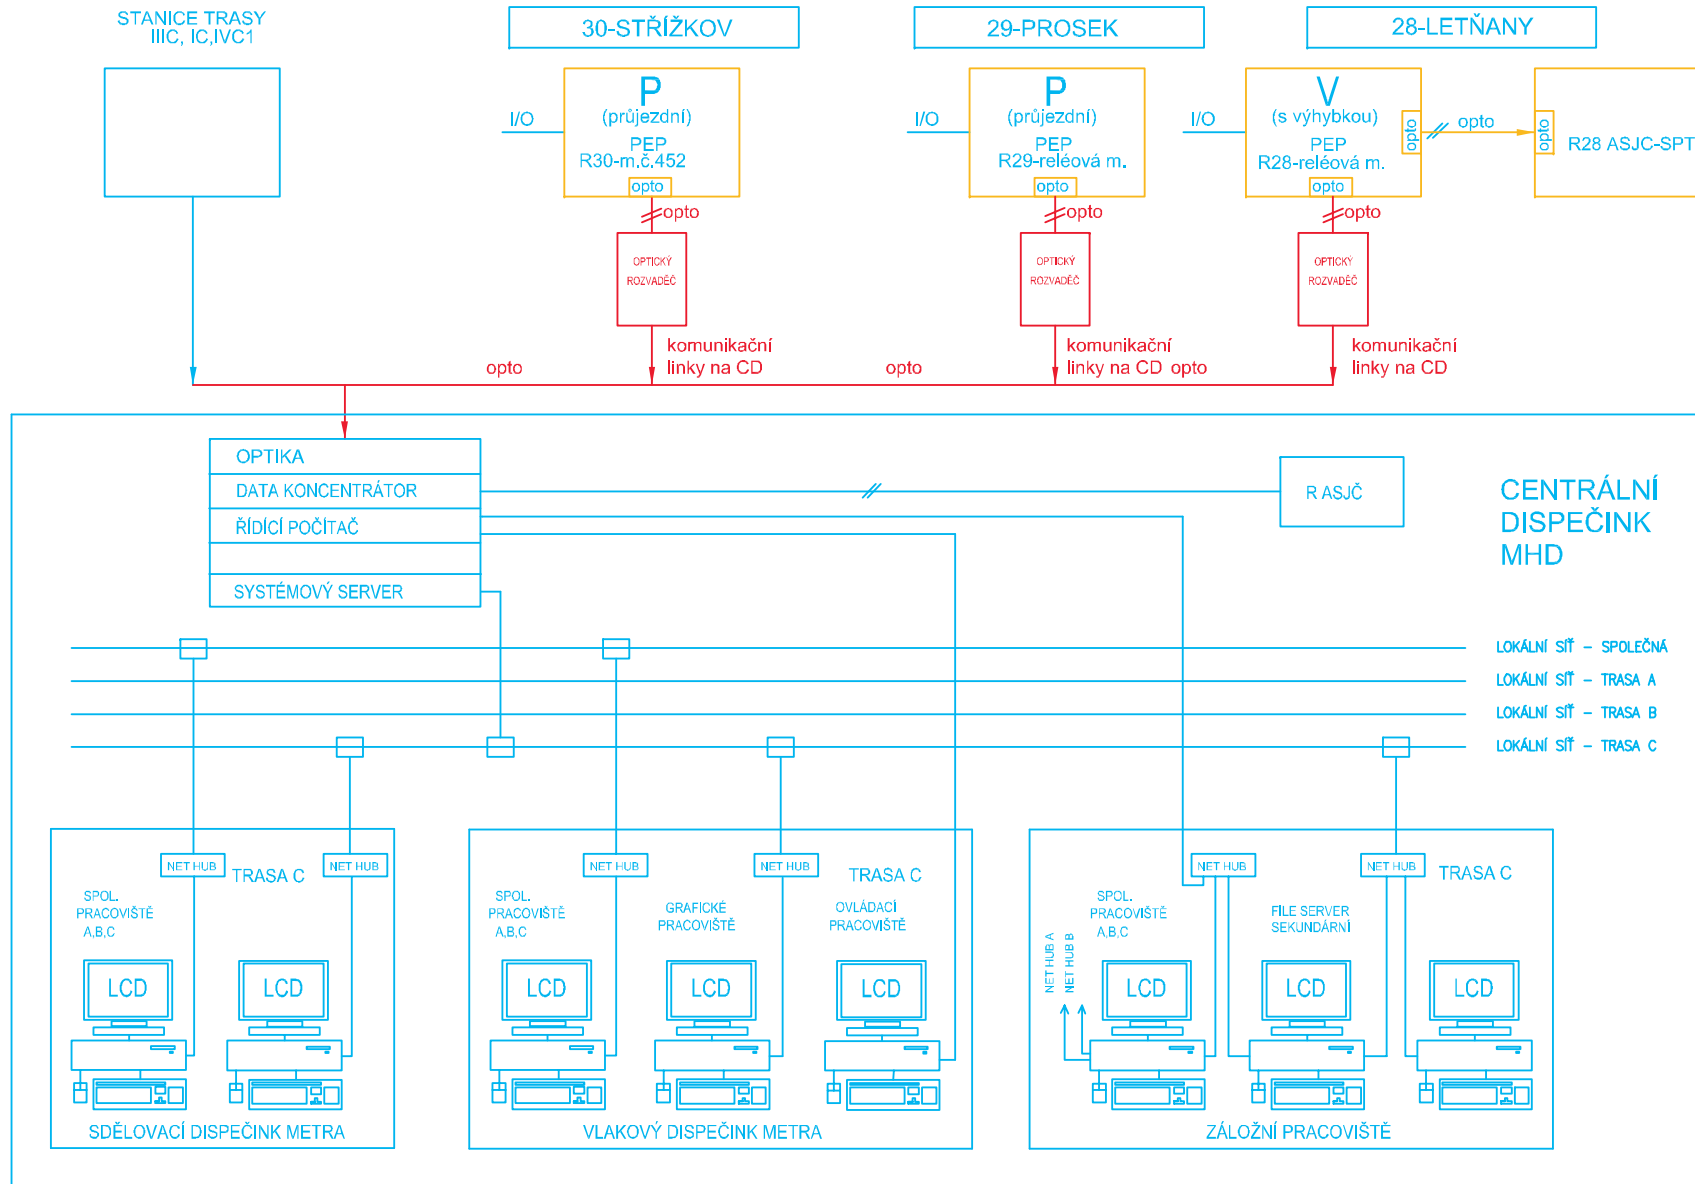 STANICE TRASY
IIIC, IC,IVC1
30-STŘÍŽKOV
29-PROSEK
28-LETŇANY
I/O
P
(průjezdní)
PEP
R30-m.č.452
opto
I/O
P
(průjezdní)
PEP
R29-reléová m.
opto
I/O
V
(s výhybkou)
PEP
R28-reléová m.
opto
opto
opto
opto
R28 ASJC-SPT
opto
opto
opto
OPTICKÝ
ROZVADĚČ
OPTICKÝ
ROZVADĚČ
OPTICKÝ
ROZVADĚČ
opto
komunikační
linky na CD
opto
komunikační
linky na CD opto
komunikační
linky na CD
OPTIKA
DATA KONCENTRÁTOR
ŘÍDÍCÍ POČÍTAČ
SYSTÉMOVÝ SERVER
R ASJČ
CENTRÁLNÍ
DISPEČINK
MHD
LOKÁLNÍ SÍŤ – SPOLEČNÁ
LOKÁLNÍ SÍŤ – TRASA A
LOKÁLNÍ SÍŤ – TRASA B
LOKÁLNÍ SÍŤ – TRASA C
NET HUB
TRASA C
NET HUB
SPOL.
PRACOVIŠTĚ
A,B,C
LCD
LCD
SDĚLOVACÍ DISPEČINK METRA
NET HUB
NET HUB
TRASA C
SPOL.
PRACOVIŠTĚ
A,B,C
GRAFICKÉ
PRACOVIŠTĚ
OVLÁDACÍ
PRACOVIŠTĚ
LCD
LCD
LCD
VLAKOVÝ DISPEČINK METRA
NET HUB
NET HUB
TRASA C
SPOL.
PRACOVIŠTĚ
A,B,C
FILE SERVER
SEKUNDÁRNÍ
NET HUB A
NET HUB B
LCD
LCD
LCD
ZÁLOŽNÍ PRACOVIŠTĚ